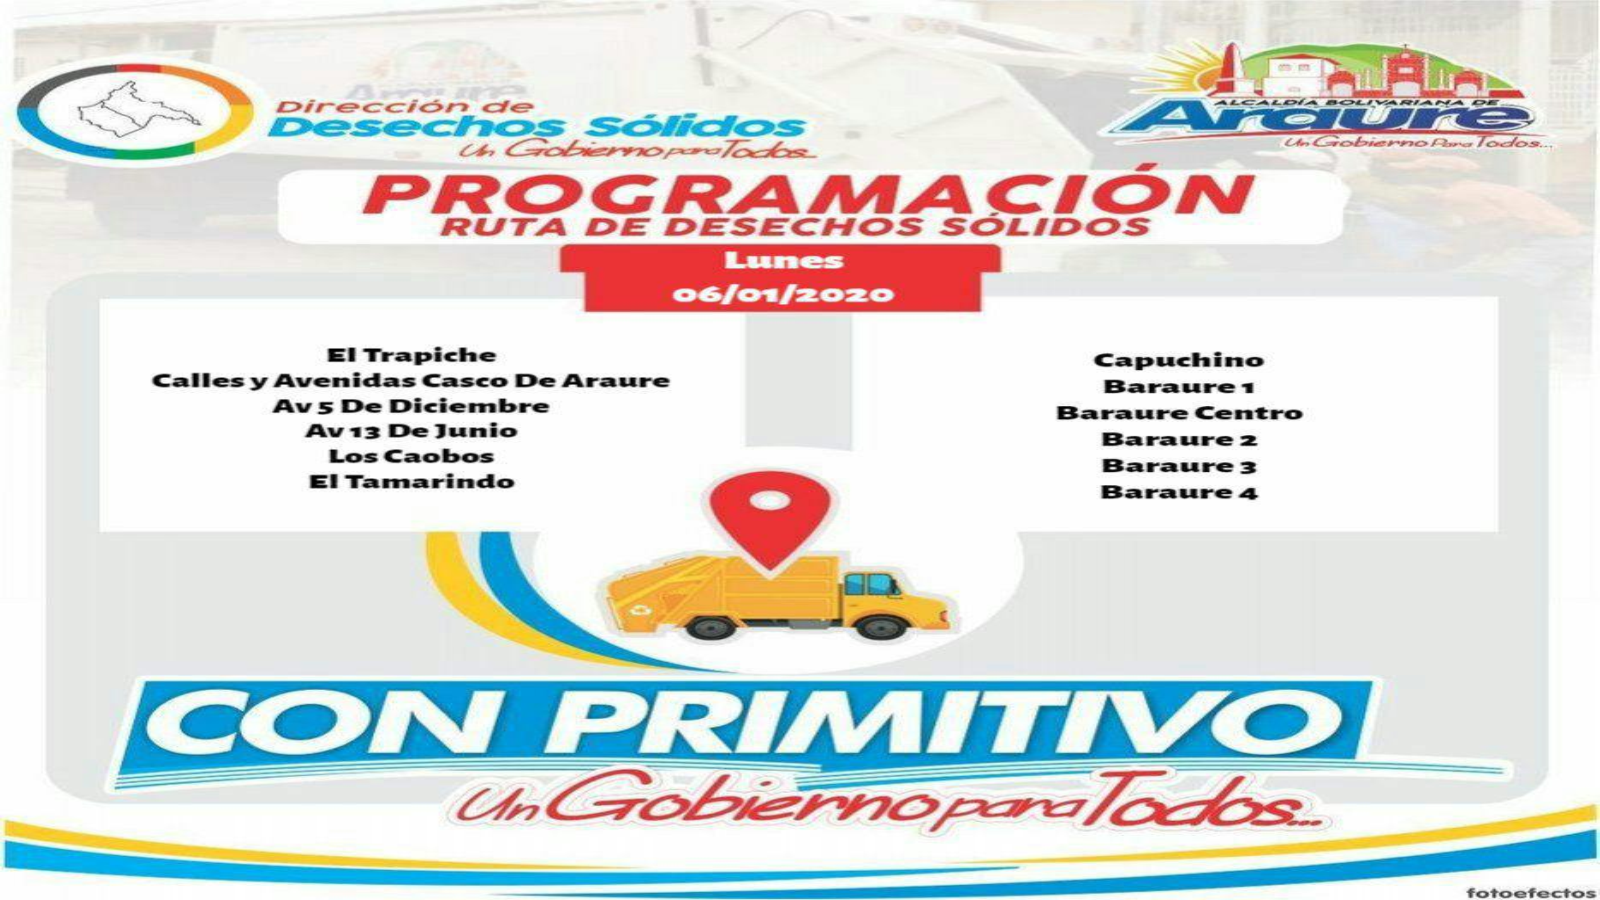 Dirección de
Desechos Sólidos
Un Gobierno para Todos...
ALCALDÍA BOLIVARIANA DE
Araure
Un Gobierno Para Todos...
PROGRAMACIÓN
RUTA DE DESECHOS SÓLIDOS
Lunes
06/01/2020
El Trapiche
Calles y Avenidas Casco De Araure
Av 5 De Diciembre
Av 13 De Junio
Los Caobos
El Tamarindo
Capuchino
Baraure 1
Baraure Centro
Baraure 2
Baraure 3
Baraure 4
CON PRIMITIVO
Un Gobierno para Todos...
fotoefectos